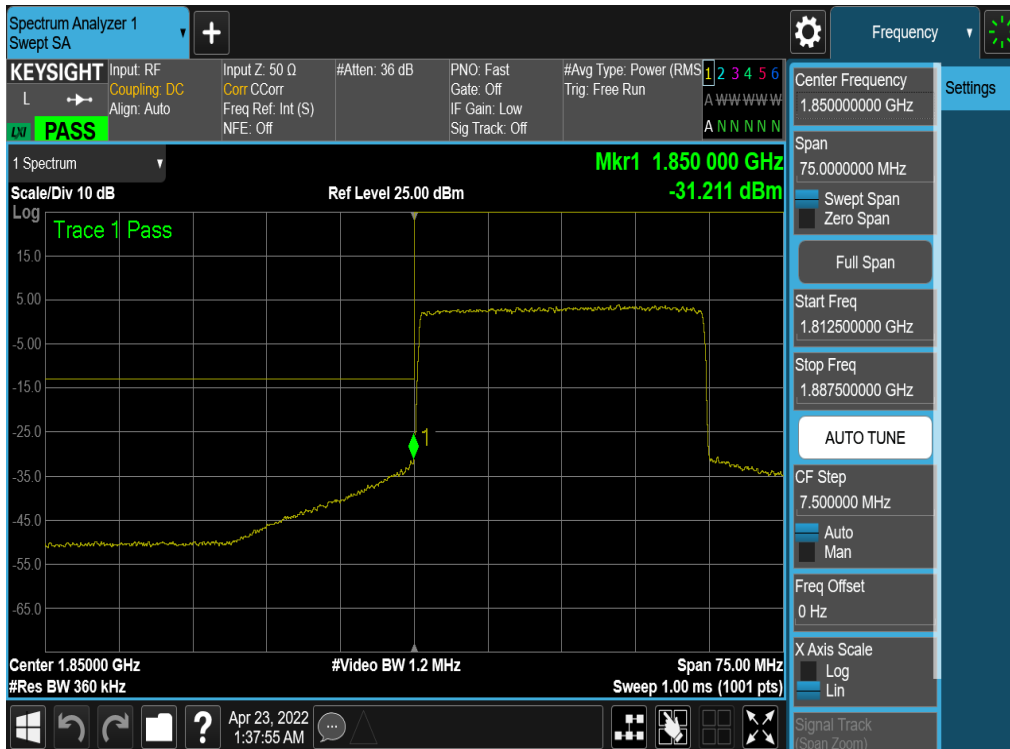 Spectrum Analyzer 1
Swept SA
Frequency
KEYSIGHT
L
LXI
PASS
Input: RF
Coupling: DC
Align: Auto
Input Z: 50 Ω
Corr CCorr
Freq Ref: Int (S)
NFE: Off
#Atten: 36 dB
PNO: Fast
Gate: Off
IF Gain: Low
Sig Track: Off
#Avg Type: Power (RMS
Trig: Free Run
1 2 3 4 5 6
A W W W W W
A N N N N N
1 Spectrum
Mkr1 1.850 000 GHz
Scale/Div 10 dB
Ref Level 25.00 dBm
-31.211 dBm
Log
Trace 1 Pass
15.0
5.00
-5.00
-15.0
-25.0
1
-35.0
-45.0
-55.0
-65.0
Center 1.85000 GHz
#Video BW 1.2 MHz
Span 75.00 MHz
#Res BW 360 kHz
Sweep 1.00 ms (1001 pts)
Center Frequency
1.850000000 GHz
Settings
Span
75.0000000 MHz
Swept Span
Zero Span
Full Span
Start Freq
1.812500000 GHz
Stop Freq
1.887500000 GHz
AUTO TUNE
CF Step
7.500000 MHz
Auto
Man
Freq Offset
0 Hz
X Axis Scale
Log
Lin
Signal Track
(Span Zoom)
?
Apr 23, 2022
1:37:55 AM